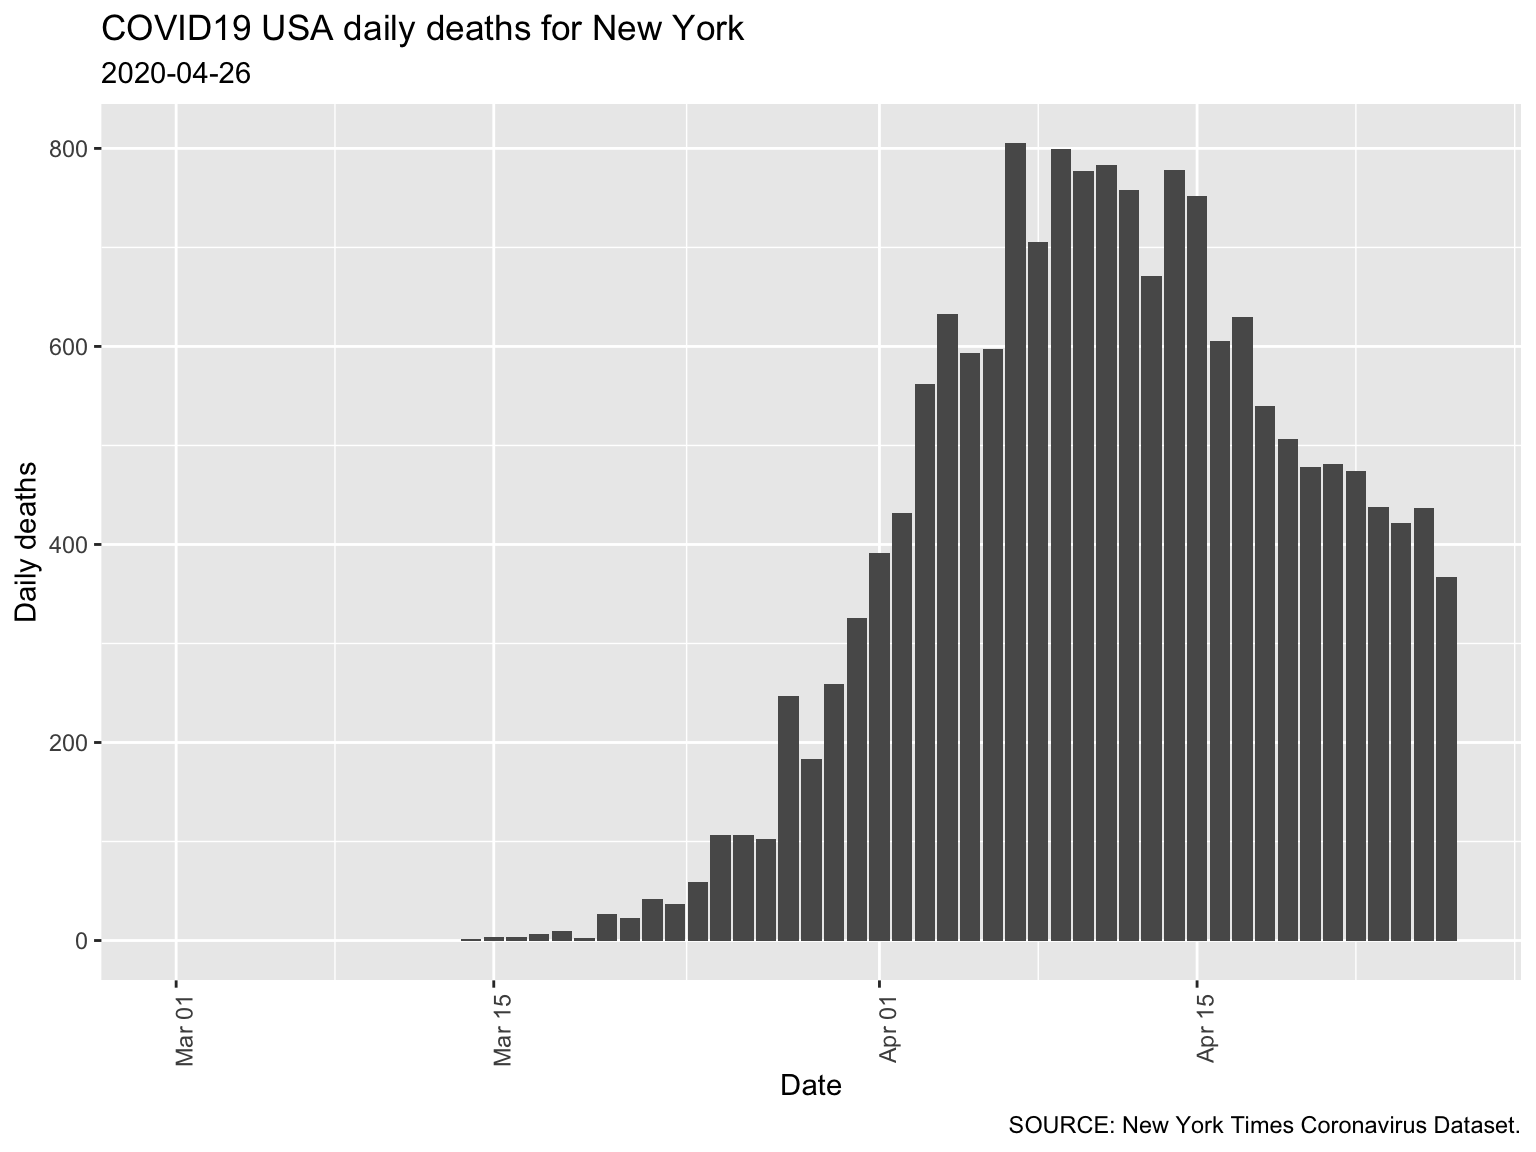 COVID19 USA daily deaths for New York
2020-04-26
800
600
400
200
0
Daily deaths
Mar 01
Mar 15
Apr 01
Apr 15
Date
SOURCE: New York Times Coronavirus Dataset.